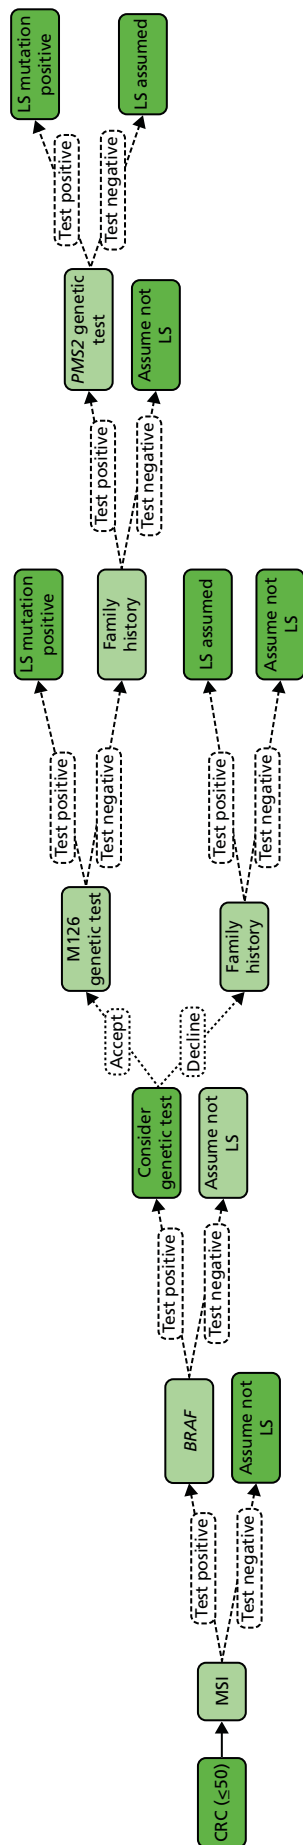 CRC (≤50)
MSI
Test positive
Test negative
BRAF
Assume not
LS
Test positive
Test negative
Consider
genetic test
Assume not
LS
Accept
Decline
M126
genetic test
Family
history
Test positive
Test negative
Test positive
Test negative
LS mutation
positive
Family
history
LS assumed
Assume not
LS
Test positive
Test negative
PMS2 genetic
test
Assume not
LS
Test positive
Test negative
LS mutation
positive
LS assumed